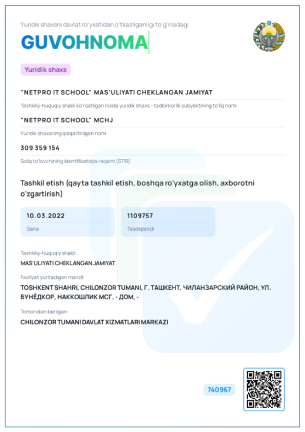 Yuridik shaxsni davlat ro'yxatidan o'tkazilganligi to'g'risidagi
GUVOHNOMA
Yuridik shaxs
"NETPRO IT SCHOOL" MAS'ULIYATI CHEKLANGAN JAMIYAT
Tashkiliy-huquqiy shakli ko'rsatilgan holda yuridik shaxs - tadbirkorlik subyektining to'liq nomi
"NETPRO IT SCHOOL" MCHJ
Yuridik shaxsning qisqartirilgan nomi
309 359 154
Soliq to'lovchining identifikatsiya raqami (STIR)
Tashkil etish (qayta tashkil etish, boshqa ro'yxatga olish, axborotni
o'zgartirish)
10.03.2022 1109757
Sana Tasdiqlandi
Tashkiliy-huquqiy shakli:
MAS'ULIYATI CHEKLANGAN JAMIYAT
Faoliyat yuritadigan manzil:
TOSHKENT SHAHRI, CHILONZOR TUMANI, Г. ТАШКЕНТ, ЧИЛАНЗАРСКИЙ РАЙОН, УЛ.
БУНЁДКОР, НАККОШЛИК МСГ, - ДОМ, -
Tomonidan berilgan:
CHILONZOR TUMANI DAVLAT XIZMATLARI MARKAZI
740967